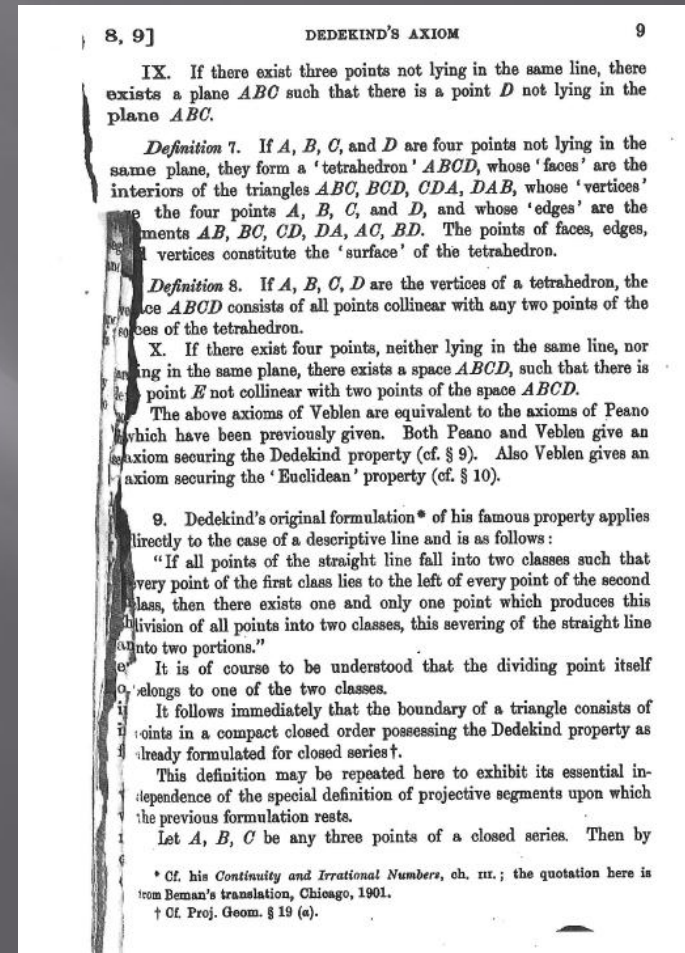 8, 9] DEDEKIND'S AXIOM 9
IX. If there exist three points not lying in the same line, there
exists a plane ABC such that there is a point D not lying in the
plane ABC.
Definition 7. If A, B, C, and D are four points not lying in the
same plane, they form a ‘tetrahedron’ ABCD, whose ‘faces’ are the
interiors of the triangles ABC, BCD, CDA, DAB, whose ‘vertices’
the four points A, B, C, and D, and whose ‘edges’ are the
ments AB, BC, CD, DA, AC, BD. The points of faces, edges,
vertices constitute the ‘surface’ of the tetrahedron.
Definition 8. If A, B, C, D are the vertices of a tetrahedron, the
ce ABCD consists of all points collinear with any two points of the
ces of the tetrahedron.
X. If there exist four points, neither lying in the same line, nor
ing in the same plane, there exists a space ABCD, such that there is
point E not collinear with two points of the space ABCD.
The above axioms of Veblen are equivalent to the axioms of Peano
which have been previously given. Both Peano and Veblen give an
axiom securing the Dedekind property (cf. § 9). Also Veblen gives an
axiom securing the ‘Euclidean’ property (cf. § 10).
9. Dedekind's original formulation* of his famous property applies
directly to the case of a descriptive line and is as follows:
“If all points of the straight line fall into two classes such that
every point of the first class lies to the left of every point of the second
class, then there exists one and only one point which produces this
division of all points into two classes, this severing of the straight line
into two portions.”
It is of course to be understood that the dividing point itself
belongs to one of the two classes.
It follows immediately that the boundary of a triangle consists of
points in a compact closed order possessing the Dedekind property as
already formulated for closed series†.
This definition may be repeated here to exhibit its essential in-
dependence of the special definition of projective segments upon which
the previous formulation rests.
Let A, B, C be any three points of a closed series. Then by
* Cf. his Continuity and Irrational Numbers, ch. III.; the quotation here is
from Beman's translation, Chicago, 1901.
† Cf. Proj. Geom. § 19 (α).